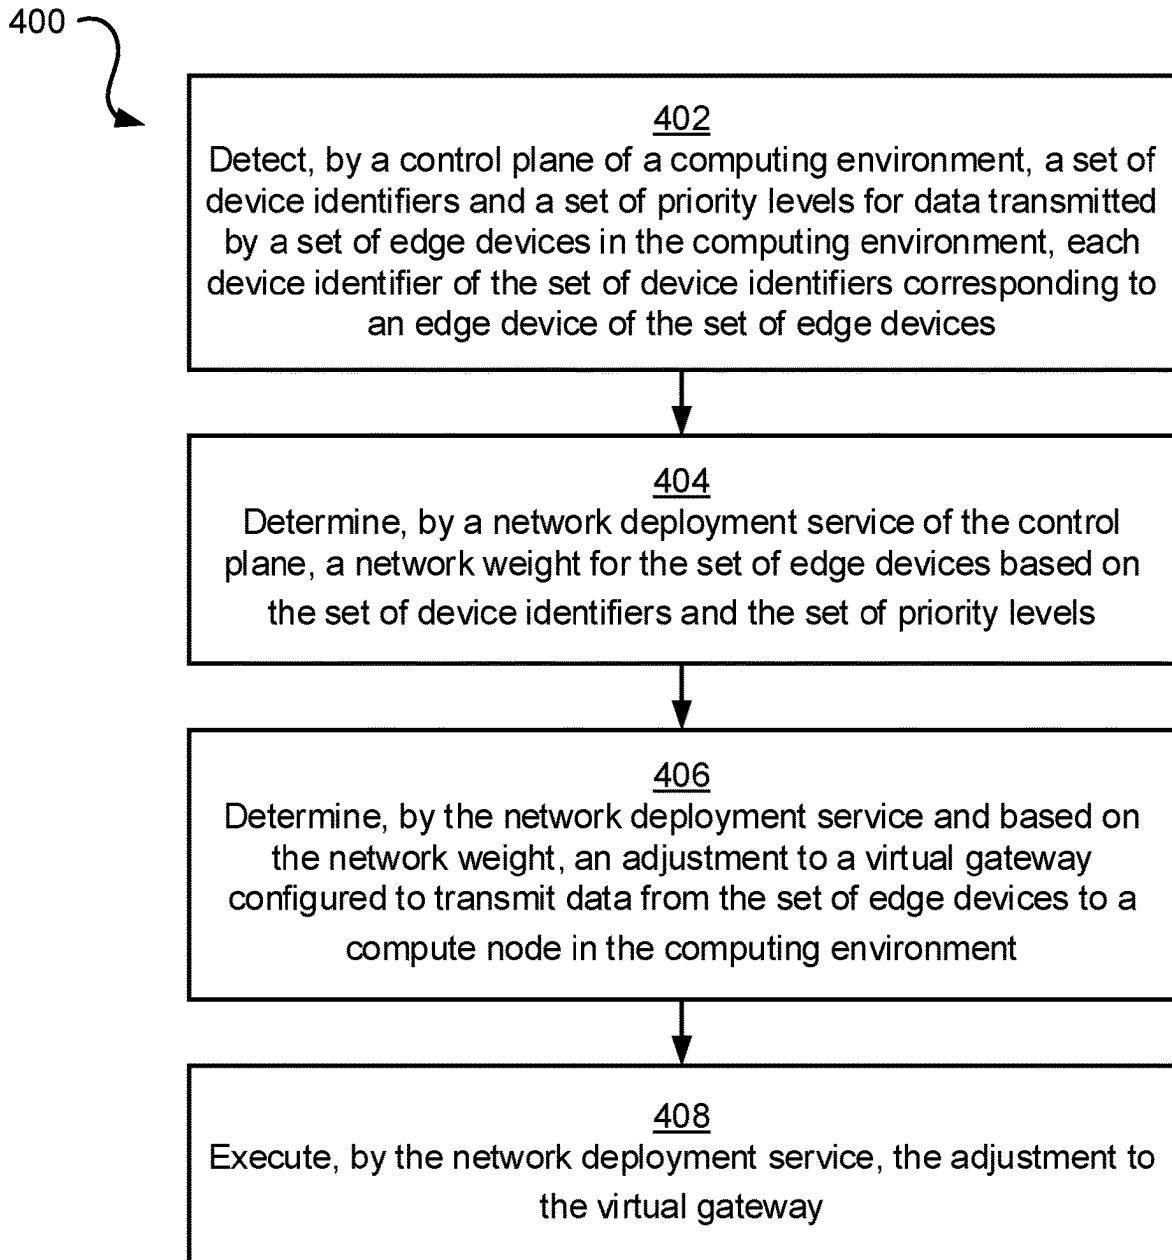 400
402
Detect, by a control plane of a computing environment, a set of
device identifiers and a set of priority levels for data transmitted
by a set of edge devices in the computing environment, each
device identifier of the set of device identifiers corresponding to
an edge device of the set of edge devices
404
Determine, by a network deployment service of the control
plane, a network weight for the set of edge devices based on
the set of device identifiers and the set of priority levels
406
Determine, by the network deployment service and based on
the network weight, an adjustment to a virtual gateway
configured to transmit data from the set of edge devices to a
compute node in the computing environment
408
Execute, by the network deployment service, the adjustment to
the virtual gateway